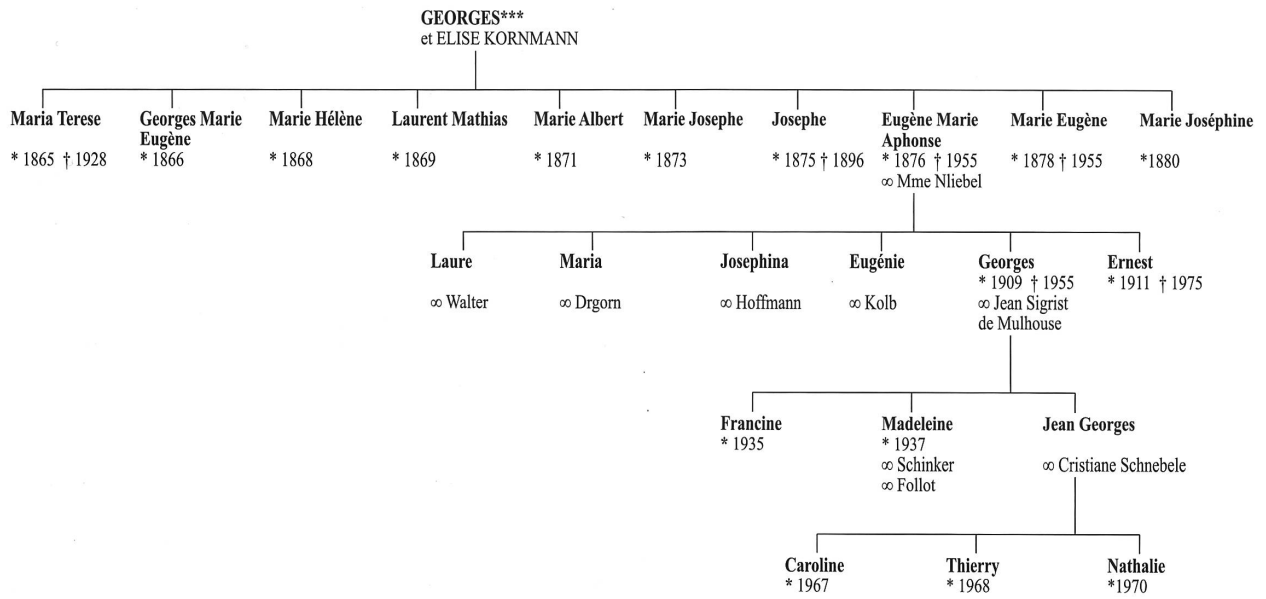 GEORGES***
et ELISE KORNMANN
Maria Terese
* 1865 † 1928
Georges Marie
Eugène
* 1866
Marie Hélène
* 1868
Laurent Mathias
* 1869
Marie Albert
* 1871
Marie Josephe
* 1873
Josephe
* 1875 † 1896
Eugène Marie
Aphonse
* 1876 † 1955
∞ Mme Nliebel
Marie Eugène
* 1878 † 1955
Marie Joséphine
*1880
Laure
∞ Walter
Maria
∞ Drgorn
Josephina
∞ Hoffmann
Eugénie
∞ Kolb
Georges
* 1909 † 1955
∞ Jean Sigrist
de Mulhouse
Ernest
* 1911 † 1975
Francine
* 1935
Madeleine
* 1937
∞ Schinker
∞ Follot
Jean Georges
∞ Cristiane Schnebele
Caroline
* 1967
Thierry
* 1968
Nathalie
*1970